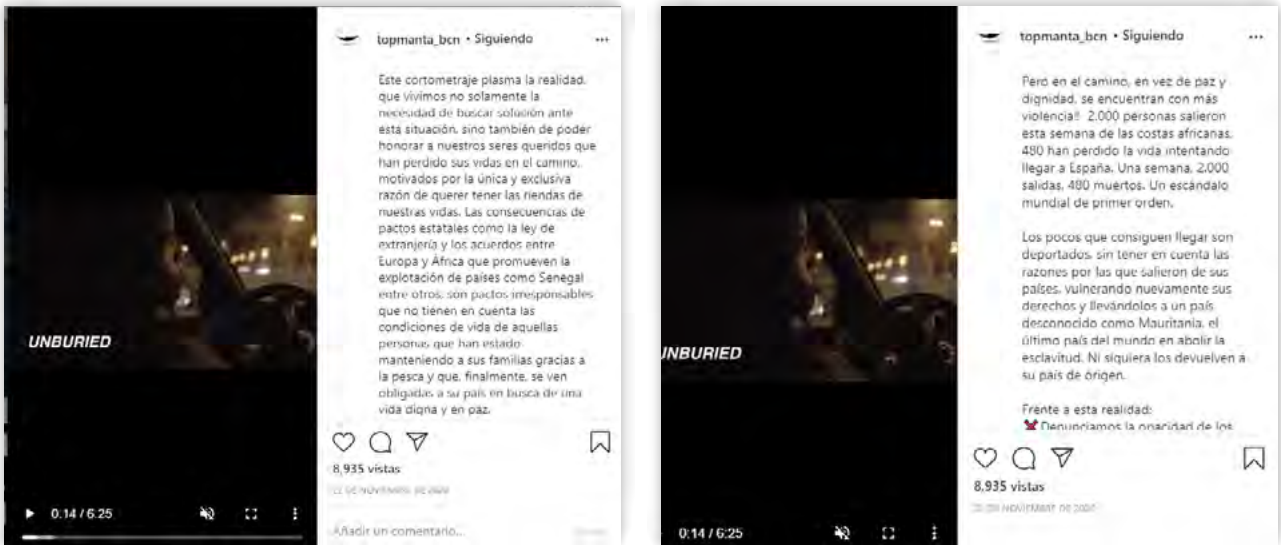 topmanta_bcn • Siguiendo
Este cortometraje plasma la realidad,
que vivimos no solamente la
necesidad de buscar solución ante
esta situación, sino también de poder
honorar a nuestros seres queridos que
han perdido sus vidas en el camino,
motivados por la única y exclusiva
razón de querer tener las riendas de
nuestras vidas. Las consecuencias de
pactos estatales como la ley de
extranjería y los acuerdos entre
Europa y África que promueven la
explotación de países como Senegal
entre otros, son pactos irresponsables
que no tienen en cuenta las
condiciones de vida de aquellas
personas que han estado
manteniendo a sus familias gracias a
la pesca y que, finalmente, se ven
obligadas a su país en busca de una
vida digna y en paz.
UNBURIED
8,935 vistas
22 DE NOVIEMBRE DE 2020
0:14 / 6:25
Añadir un comentario...
topmanta_bcn • Siguiendo
Pero en el camino, en vez de paz y
dignidad, se encuentran con más
violencia!! 2.000 personas salieron
esta semana de las costas africanas,
480 han perdido la vida intentando
llegar a España. Una semana, 2.000
salidas, 480 muertos. Un escándalo
mundial de primer orden.
Los pocos que consiguen llegar son
deportados, sin tener en cuenta las
razones por las que salieron de sus
países, vulnerando nuevamente sus
derechos y llevándolos a un país
desconocido como Mauritania, el
último país del mundo en abolir la
esclavitud. Ni siquiera los devuelven a
su país de órigen.
Frente a esta realidad:
Denunciamos la opacidad de los
UNBURIED
8,935 vistas
22 DE NOVIEMBRE DE 2020
0:14 / 6:25